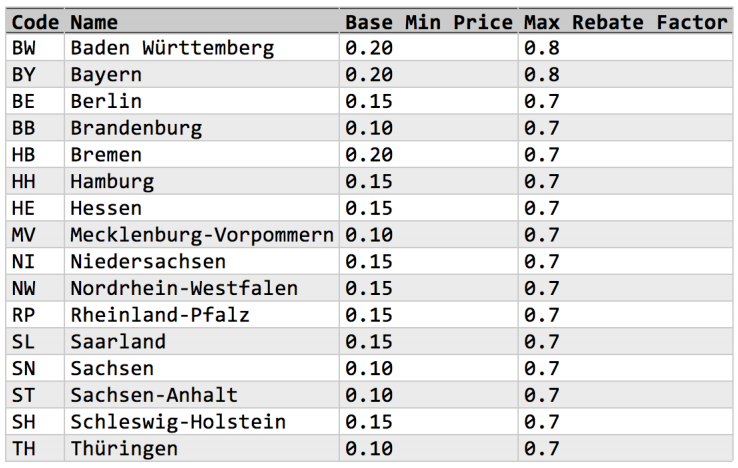 Code Name Base Min Price Max Rebate Factor
BW Baden Württemberg 0.20 0.8
BY Bayern 0.20 0.8
BE Berlin 0.15 0.7
BB Brandenburg 0.10 0.7
HB Bremen 0.20 0.7
HH Hamburg 0.15 0.7
HE Hessen 0.15 0.7
MV Mecklenburg-Vorpommern 0.10 0.7
NI Niedersachsen 0.15 0.7
NW Nordrhein-Westfalen 0.15 0.7
RP Rheinland-Pfalz 0.15 0.7
SL Saarland 0.15 0.7
SN Sachsen 0.10 0.7
ST Sachsen-Anhalt 0.10 0.7
SH Schleswig-Holstein 0.15 0.7
TH Thüringen 0.10 0.7